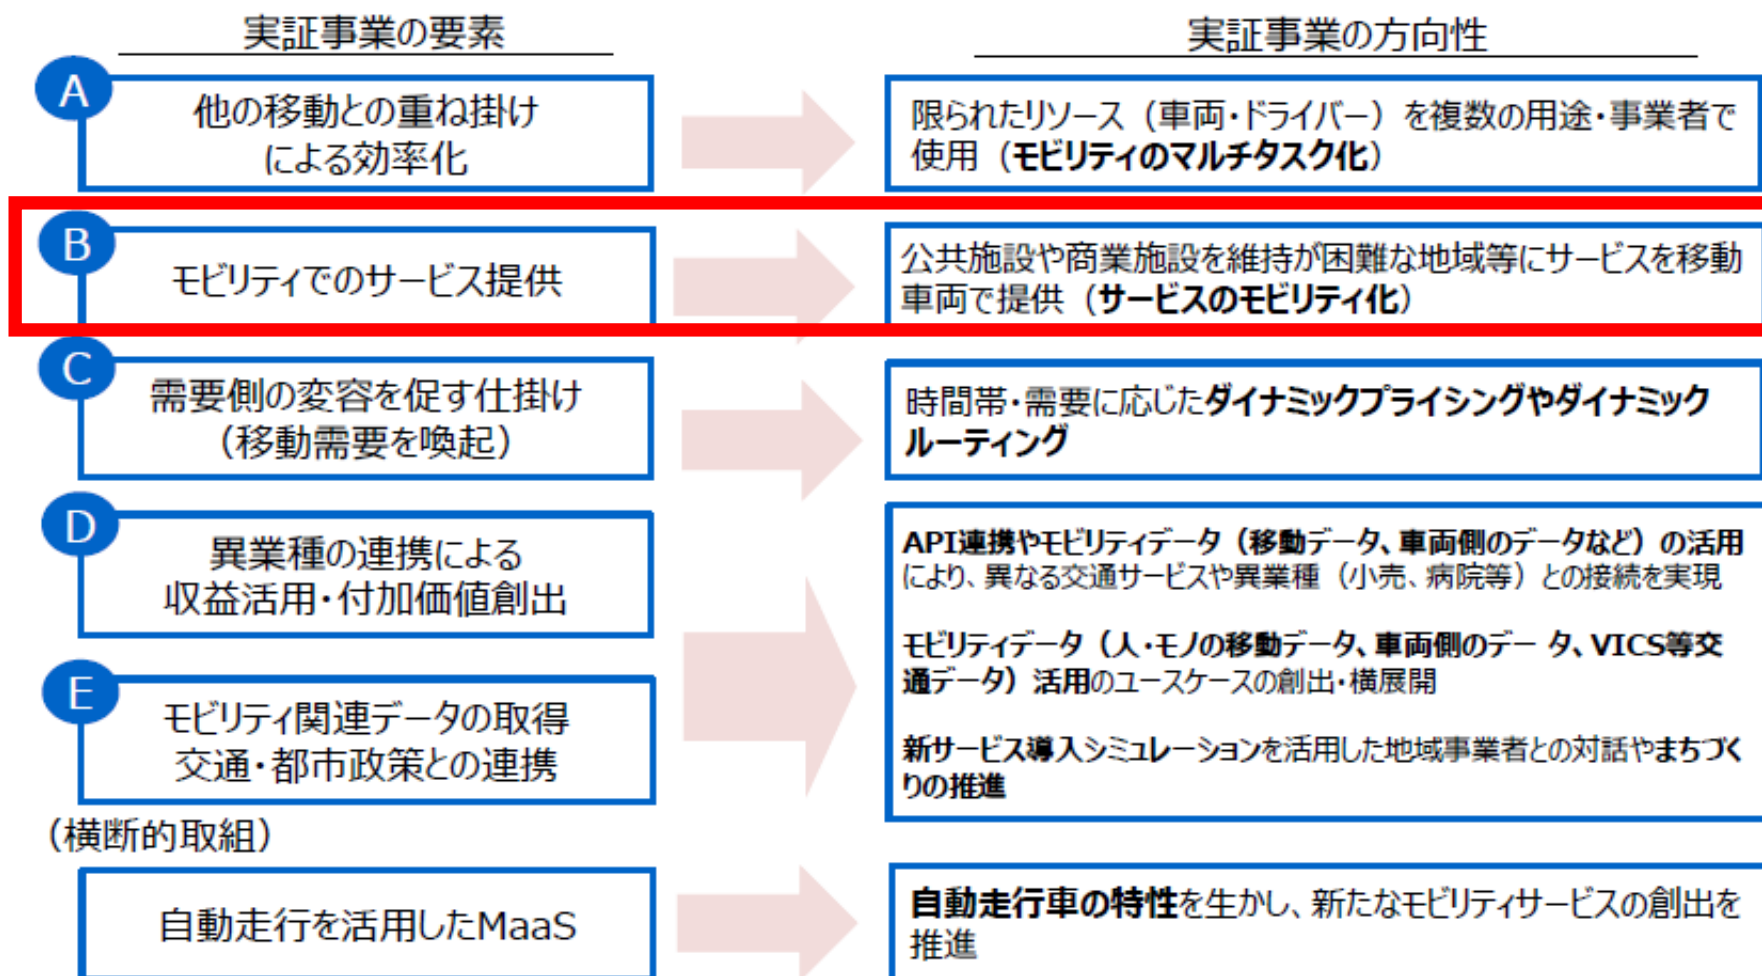 実証事業の要素
実証事業の方向性
A
他の移動との重ね掛け
による効率化
限られたリソース（車両・ドライバー）を複数の用途・事業者で
使用（モビリティのマルチタスク化）
B
モビリティでのサービス提供
公共施設や商業施設を維持が困難な地域等にサービスを移動
車両で提供（サービスのモビリティ化）
C
需要側の変容を促す仕掛け
（移動需要を喚起）
時間帯・需要に応じたダイナミックプライシングやダイナミック
ルーティング
D
異業種の連携による
収益活用・付加価値創出
E
モビリティ関連データの取得
交通・都市政策との連携
API連携やモビリティデータ（移動データ、車両側のデータなど）の活用
により、異なる交通サービスや異業種（小売、病院等）との接続を実現
モビリティデータ（人・モノの移動データ、車両側のデー タ、VICS等交
通データ）活用のユースケースの創出・横展開
新サービス導入シミュレーションを活用した地域事業者との対話やまちづく
りの推進
（横断的取組）
自動走行を活用したMaaS
自動走行車の特性を生かし、新たなモビリティサービスの創出を
推進